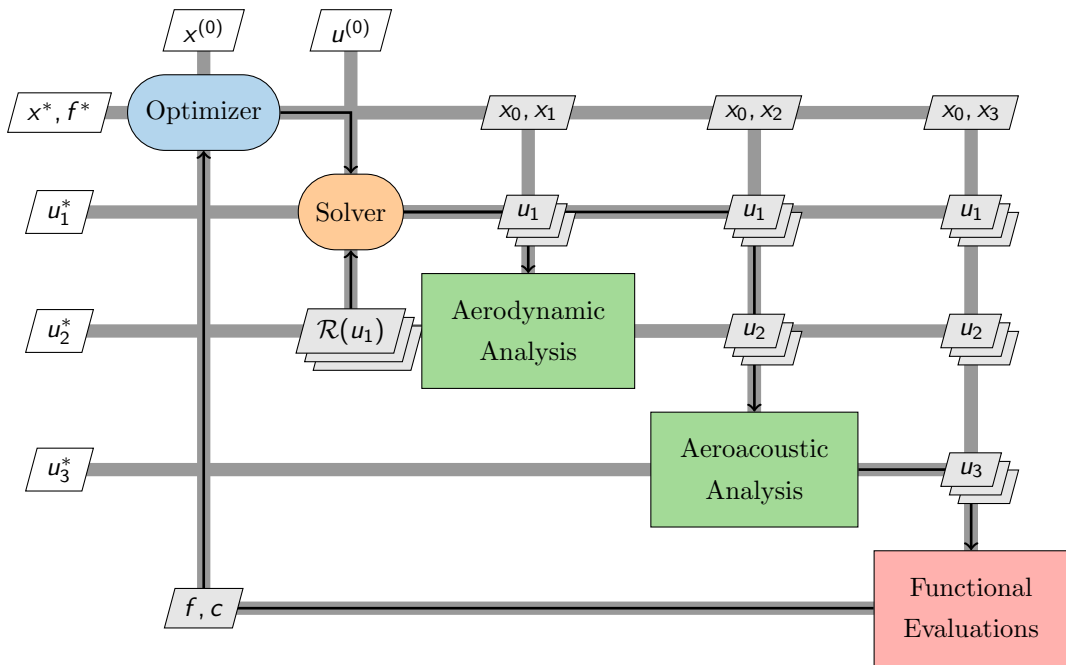 x^{(0)} u^{(0)}
x^*, f^* Optimizer x_0, x_1 x_0, x_2 x_0, x_3
u_1^* Solver u_1 u_1 u_1
u_2^* \mathcal{R}(u_1) Aerodynamic Analysis u_2 u_2
u_3^* Aeroacoustic Analysis u_3
f, c Functional Evaluations